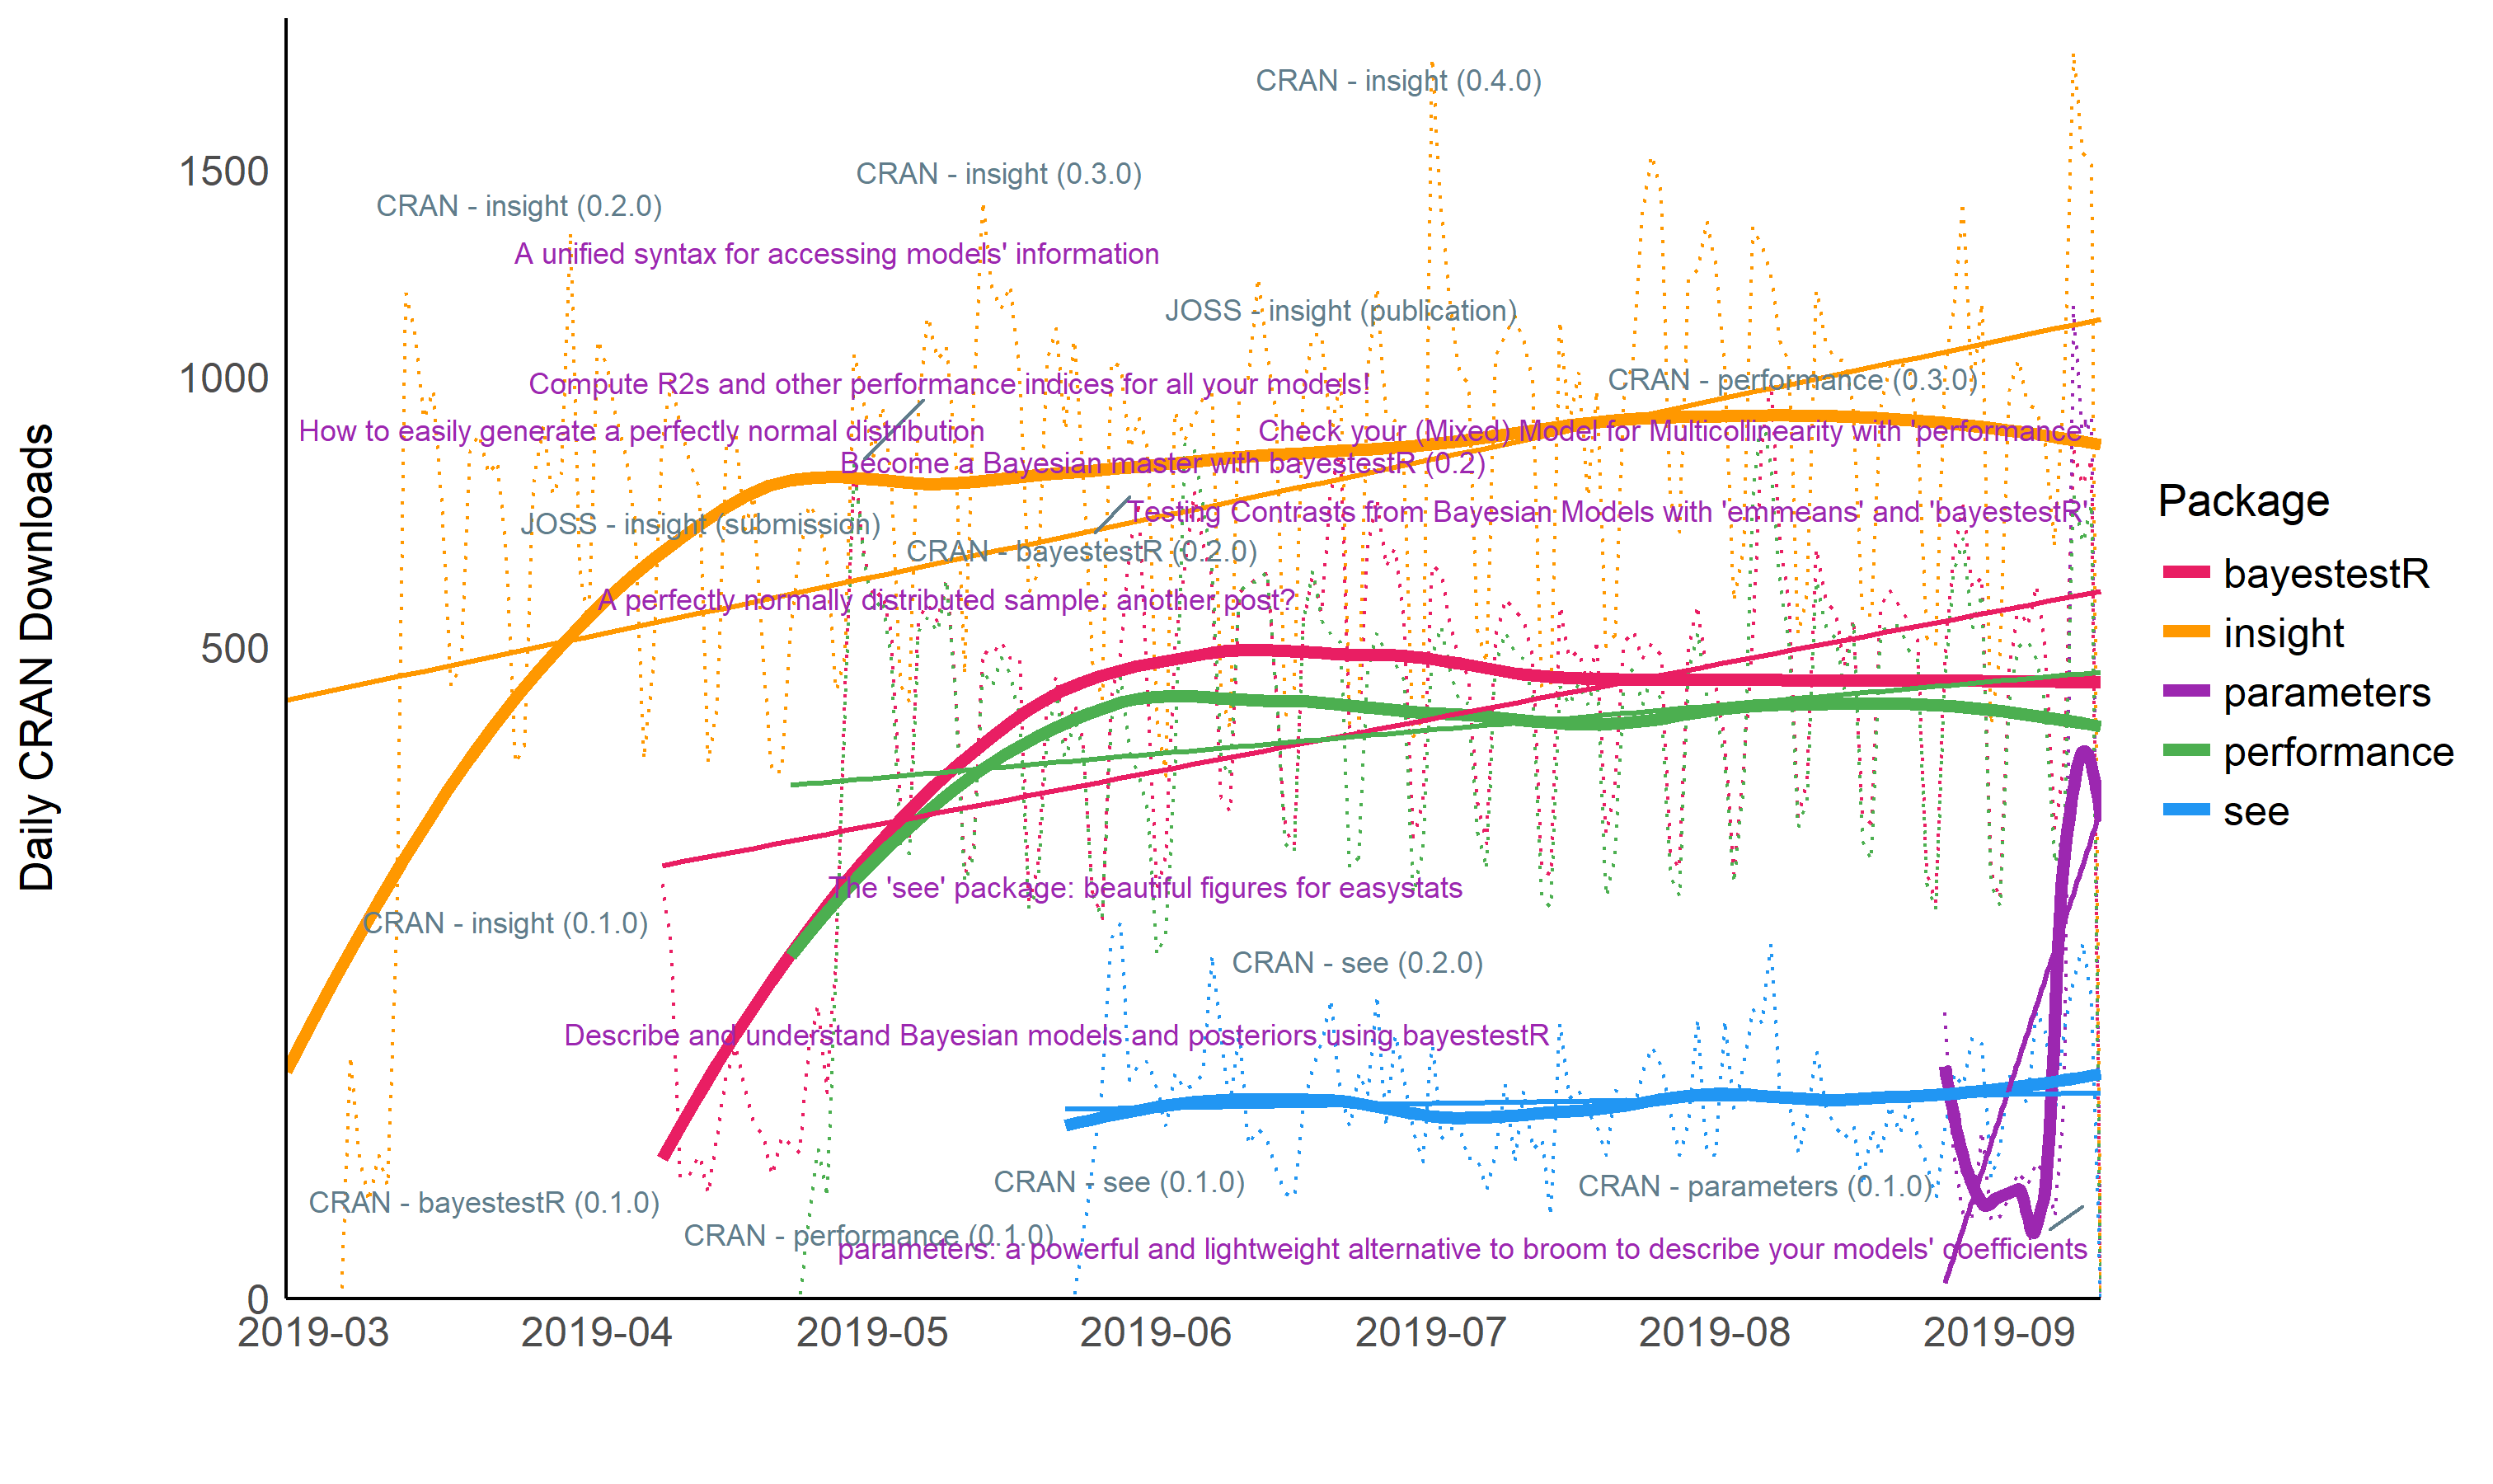 CRAN - insight (0.4.0)
1500
CRAN - insight (0.3.0)
CRAN - insight (0.2.0)
A unified syntax for accessing models' information
JOSS - insight (publication)
1000
CRAN - performance (0.3.0)
Compute R2s and other performance indices for all your models!
How to easily generate a perfectly normal distribution
Check your (Mixed) Model for Multicollinearity with 'performance'
Become a Bayesian master with bayestestR (0.2)
Testing Contrasts from Bayesian Models with 'emmeans' and 'bayestestR'
JOSS - insight (submission)
CRAN - bayestestR (0.2.0)
A perfectly normally distributed sample: another post?
500
Daily CRAN Downloads
The 'see' package: beautiful figures for easystats
CRAN - insight (0.1.0)
CRAN - see (0.2.0)
Describe and understand Bayesian models and posteriors using bayestestR
CRAN - see (0.1.0)
CRAN - parameters (0.1.0)
CRAN - bayestestR (0.1.0)
CRAN - performance (0.1.0)
parameters: a powerful and lightweight alternative to broom to describe your models' coefficients
0
2019-03
2019-04
2019-05
2019-06
2019-07
2019-08
2019-09
Package
bayestestR
insight
parameters
performance
see